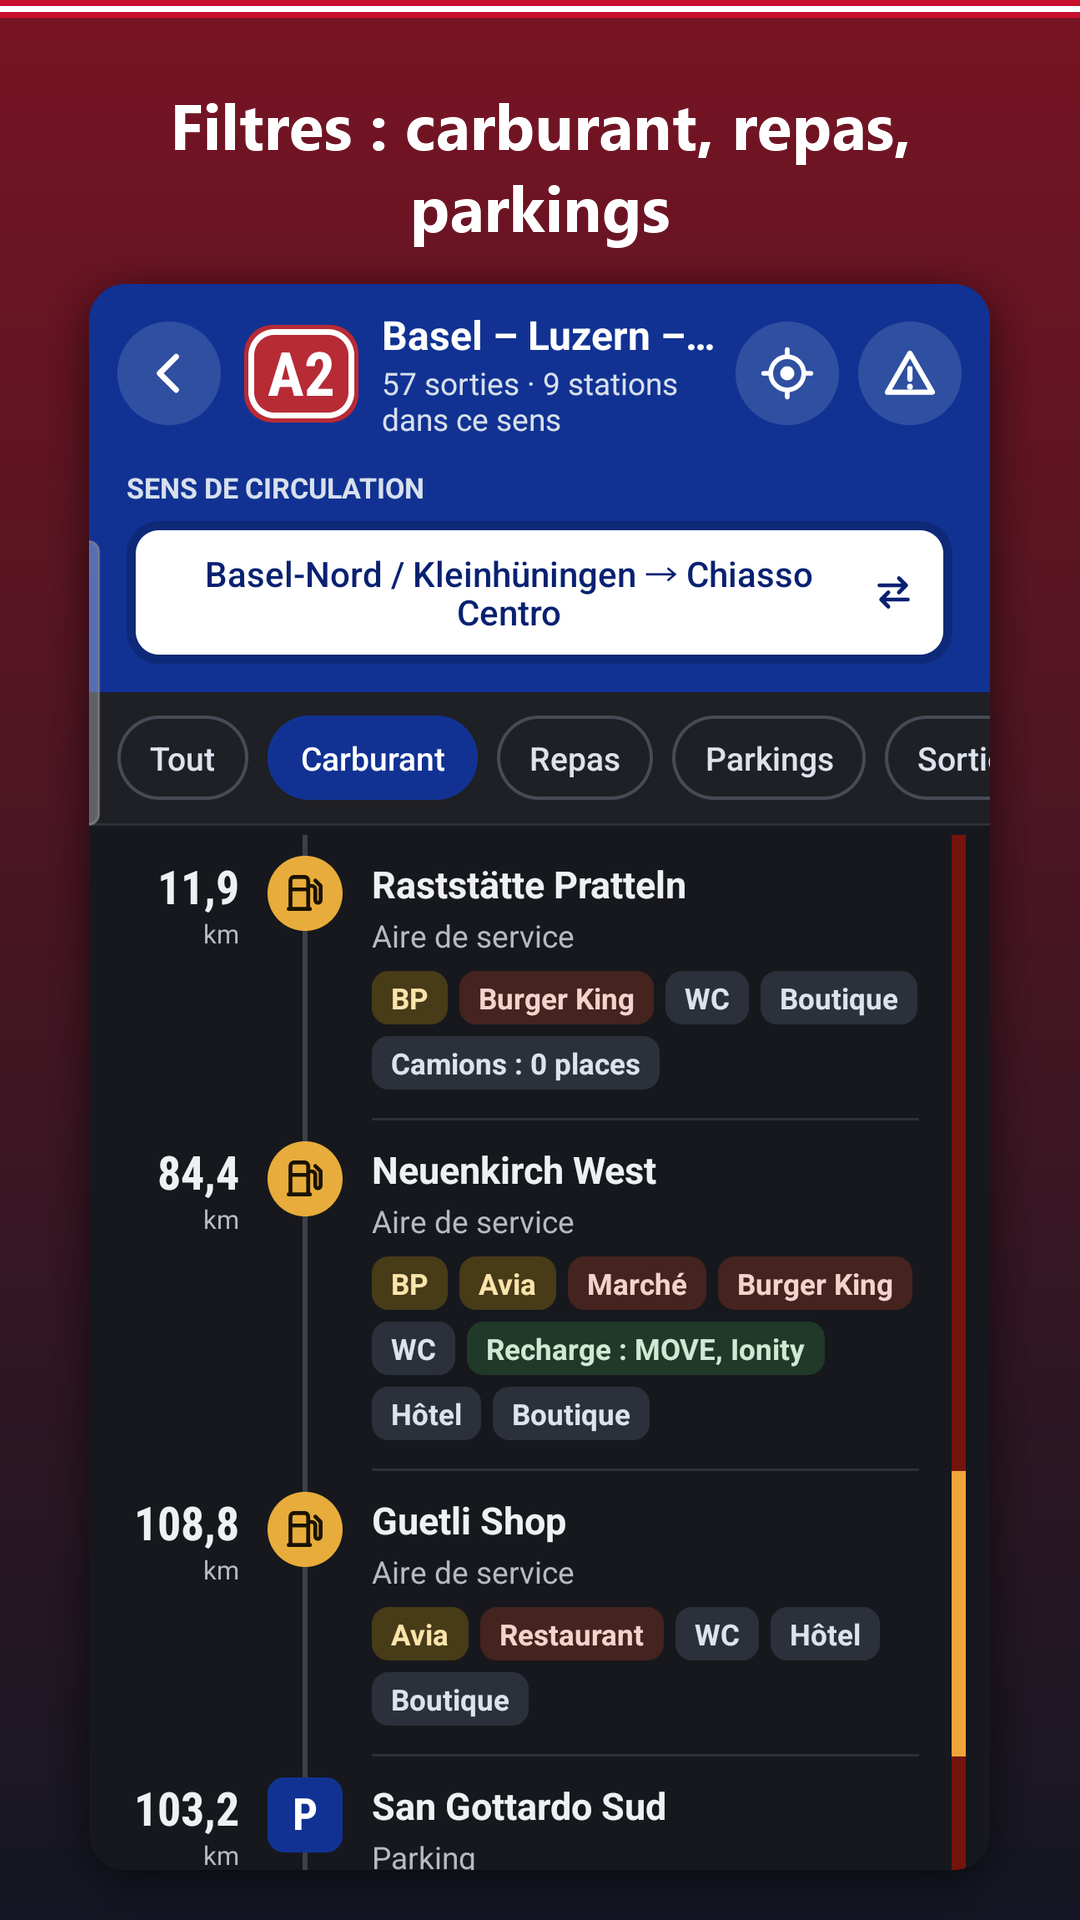 Filtres : carburant, repas,
parkings
A2
Basel – Luzern –...
57 sorties · 9 stations
dans ce sens
SENS DE CIRCULATION
Basel-Nord / Kleinhüningen → Chiasso
Centro
Tout
Carburant
Repas
Parkings
Sorti
11,9
km
Raststätte Pratteln
Aire de service
BP
Burger King
WC
Boutique
Camions : 0 places
84,4
km
Neuenkirch West
Aire de service
BP
Avia
Marché
Burger King
WC
Recharge : MOVE, Ionity
Hôtel
Boutique
108,8
km
Guetli Shop
Aire de service
Avia
Restaurant
WC
Hôtel
Boutique
103,2
km
P
San Gottardo Sud
Parking